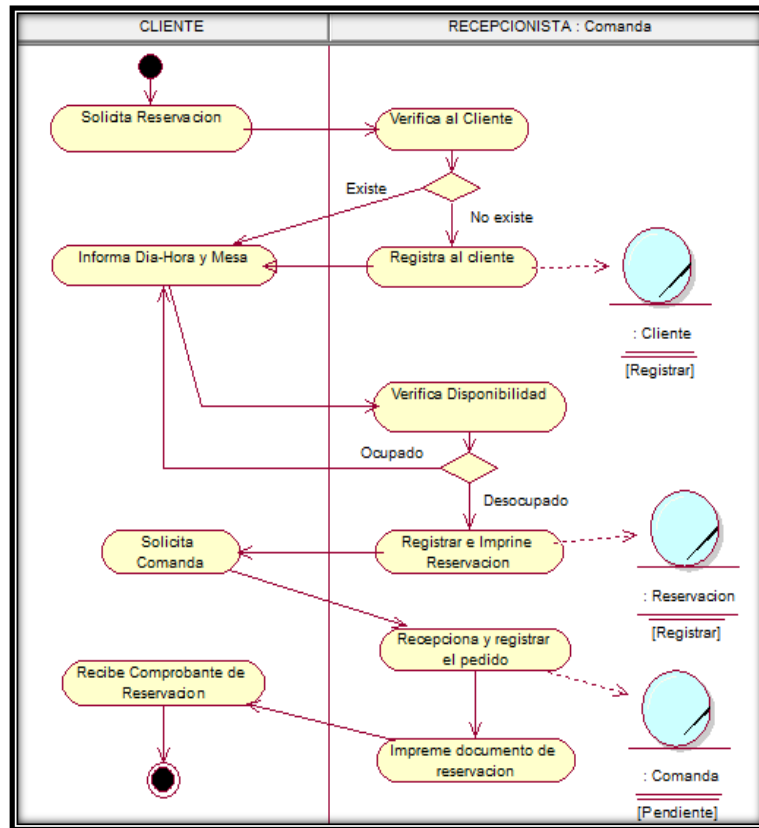 CLIENTE
RECEPCIONISTA : Comanda
Solicita Reservacion
Verifica al Cliente
Existe
No existe
Informa Dia-Hora y Mesa
Registra al cliente
: Cliente
[Registrar]
Verifica Disponibilidad
Ocupado
Desocupado
Solicita
Comanda
Registrar e Imprine
Reservacion
: Reservacion
[Registrar]
Recepciona y registrar
el pedido
Recibe Comprobante de
Reservacion
Impreme documento de
reservacion
: Comanda
[Pendiente]